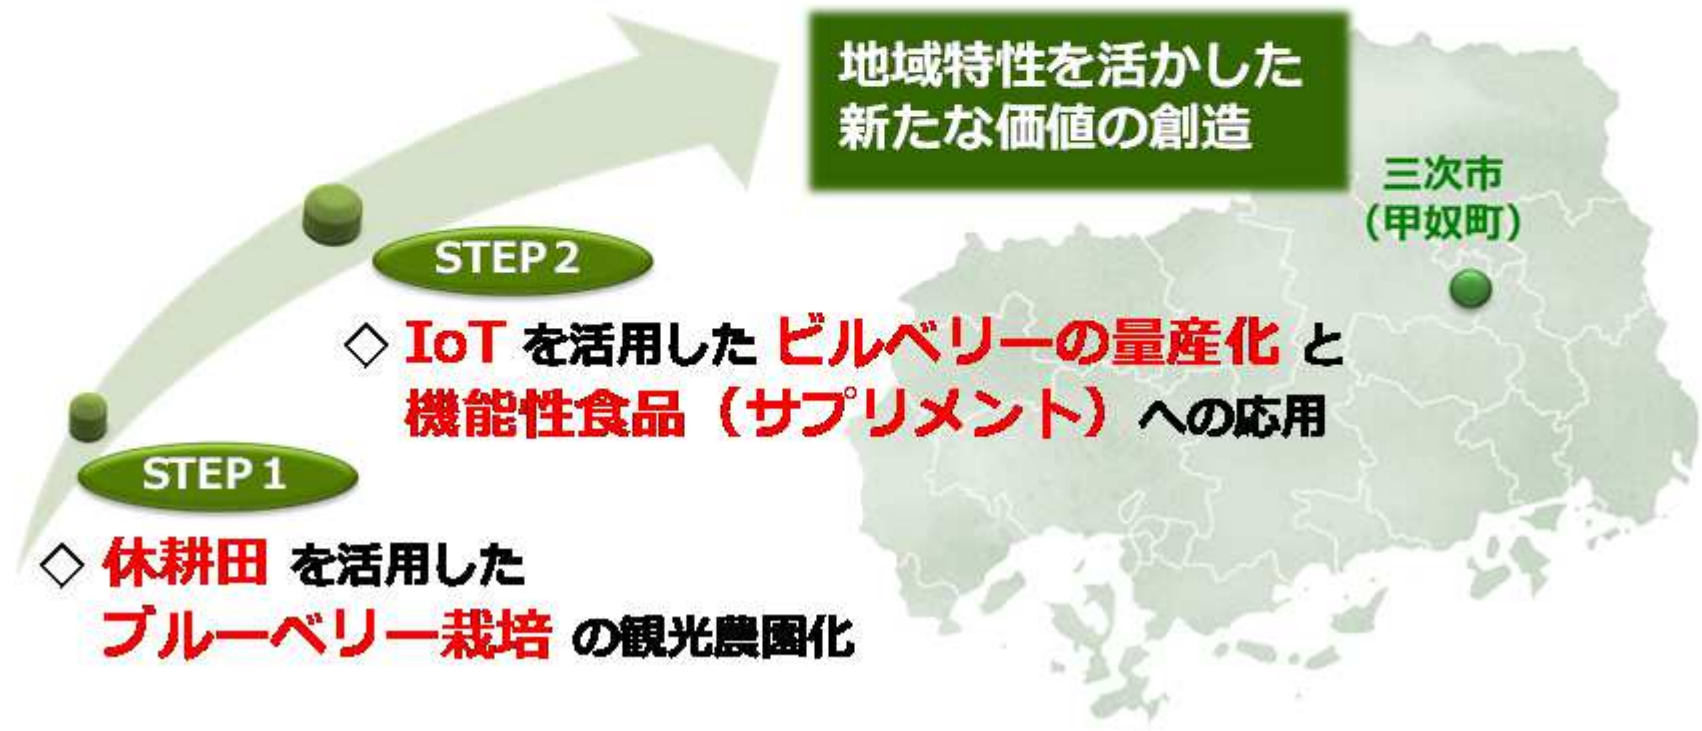 地域特性を活かした
新たな価値の創造
三次市
（甲奴町）
STEP２
◇ IoT を活用した ビルベリーの量産化 と
機能性食品（サプリメント）への応用
STEP１
◇ 休耕田 を活用した
ブルーベリー栽培 の観光農園化